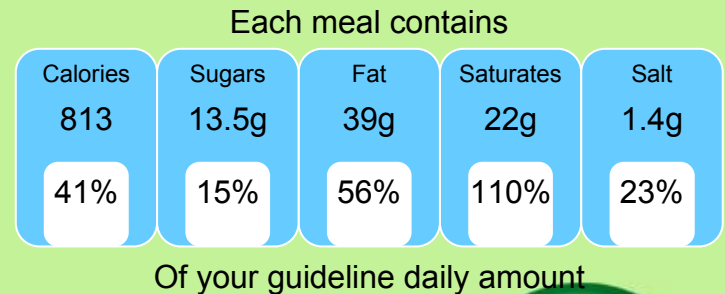 Each meal contains
Calories Sugars Fat Saturates Salt
813 13.5g 39g 22g 1.4g
41% 15% 56% 110% 23%
Of your guideline daily amount